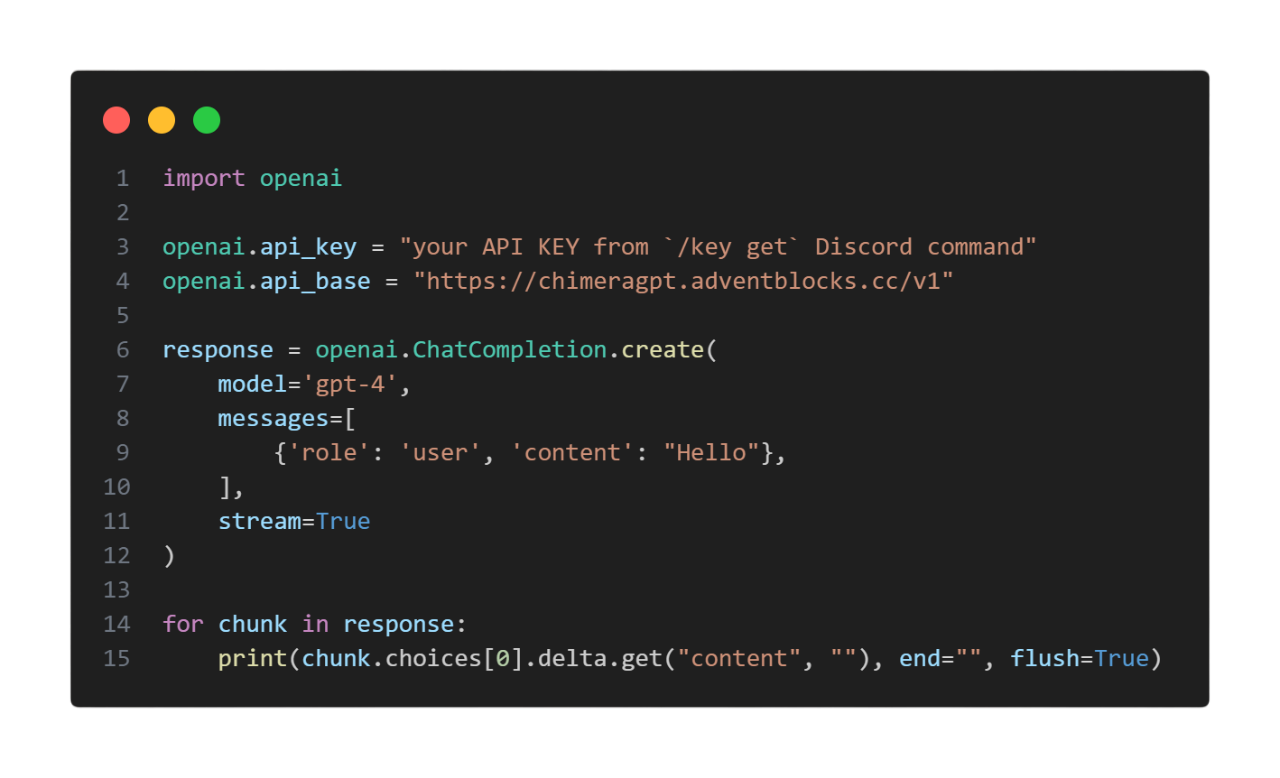 1 import openai
2
3 openai.api_key = "your API KEY from `/key get` Discord command"
4 openai.api_base = "https://chimeragpt.adventblocks.cc/v1"
5
6 response = openai.ChatCompletion.create(
7     model='gpt-4',
8     messages=[
9         {'role': 'user', 'content': "Hello"},
10     ],
11     stream=True
12 )
13
14 for chunk in response:
15     print(chunk.choices[0].delta.get("content", ""), end="", flush=True)